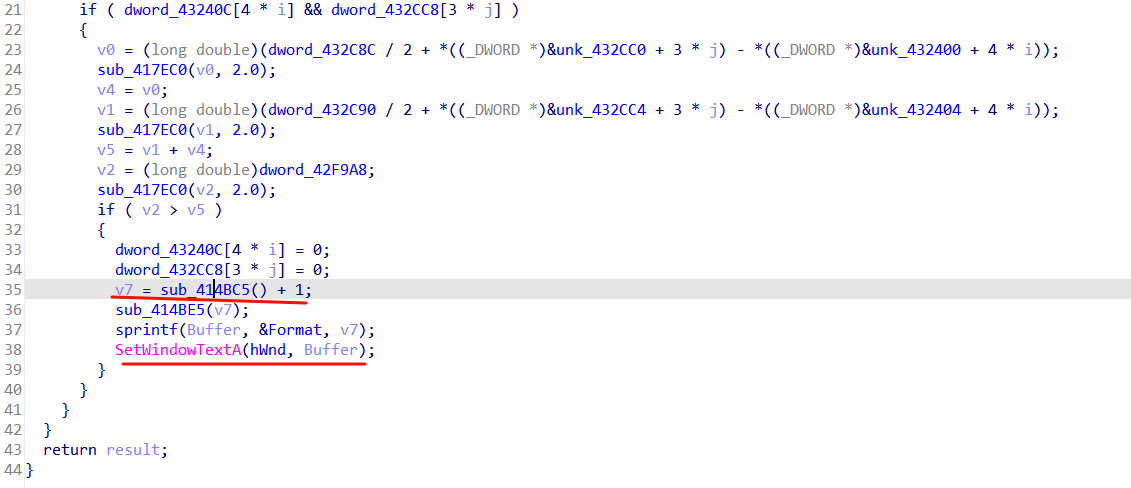 21 if ( dword_43240C[4 * i] && dword_432CC8[3 * j] )
22 {
23 v0 = (long double)(dword_432C8C / 2 + *((_DWORD *)&unk_432CC0 + 3 * j) - *((_DWORD *)&unk_432400 + 4 * i));
24 sub_417EC0(v0, 2.0);
25 v4 = v0;
26 v1 = (long double)(dword_432C90 / 2 + *((_DWORD *)&unk_432CC4 + 3 * j) - *((_DWORD *)&unk_432404 + 4 * i));
27 sub_417EC0(v1, 2.0);
28 v5 = v1 + v4;
29 v2 = (long double)dword_42F9A8;
30 sub_417EC0(v2, 2.0);
31 if ( v2 > v5 )
32 {
33 dword_43240C[4 * i] = 0;
34 dword_432CC8[3 * j] = 0;
35 v7 = sub_414BC5() + 1;
36 sub_414BE5(v7);
37 sprintf(Buffer, &Format, v7);
38 SetWindowTextA(hWnd, Buffer);
39 }
40 }
41 }
42 }
43 return result;
44 }